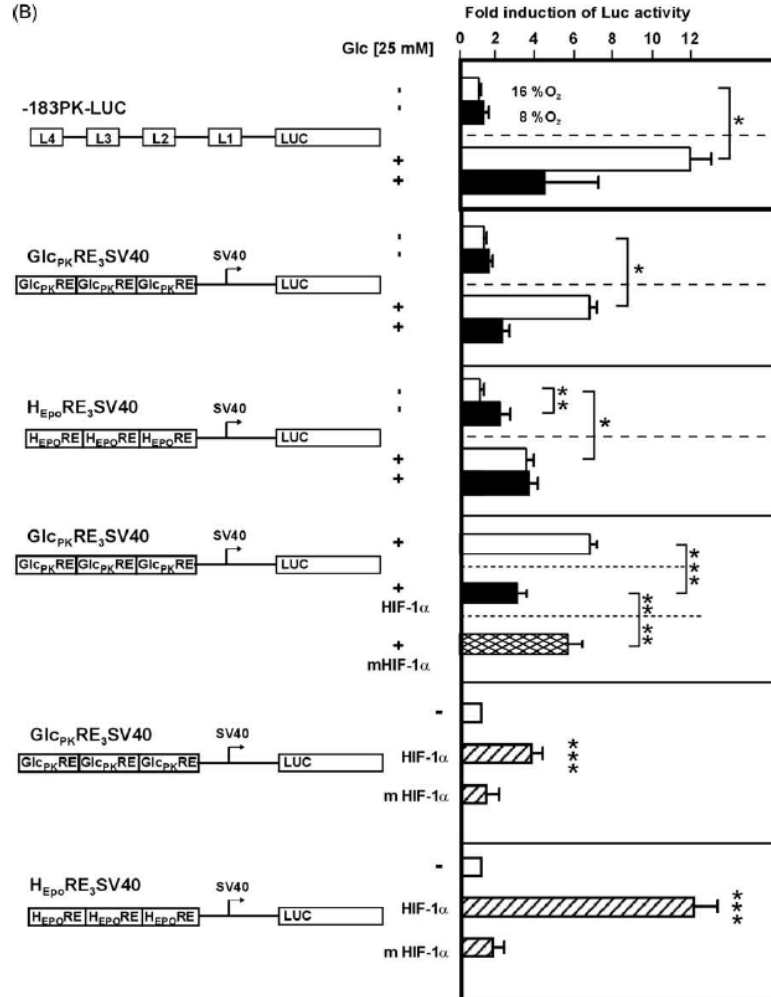 (B)
Fold induction of Luc activity
Glc [25 mM]
0 2 4 6 8 10 12
-183PK-LUC
- 16 %O₂
- 8 %O₂
*
L4 L3 L2 L1 LUC
+
+
GlcPKRE₃SV40
SV40
-
-
*
GlcPKRE GlcPKRE GlcPKRE LUC
+
+
HEpoRE₃SV40
SV40
-
-
**
*
HEPORE HEPORE HEPORE LUC
+
+
GlcPKRE₃SV40
SV40
+
***
GlcPKRE GlcPKRE GlcPKRE LUC
+
HIF-1α
**
**
+
mHIF-1α
GlcPKRE₃SV40
SV40
-
GlcPKRE GlcPKRE GlcPKRE LUC
HIF-1α
***
m HIF-1α
HEpoRE₃SV40
SV40
-
HEPORE HEPORE HEPORE LUC
HIF-1α
***
m HIF-1α